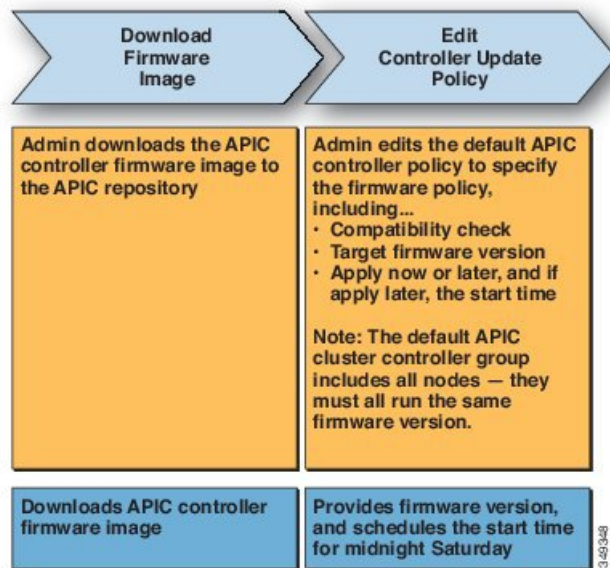 Download
Firmware
Image
Edit
Controller Update
Policy
Admin downloads the APIC
controller firmware image to
the APIC repository
Admin edits the default APIC
controller policy to specify
the firmware policy,
including...
• Compatibility check
• Target firmware version
• Apply now or later, and if
apply later, the start time
Note: The default APIC
cluster controller group
includes all nodes — they
must all run the same
firmware version.
Downloads APIC controller
firmware image
Provides firmware version,
and schedules the start time
for midnight Saturday
349348